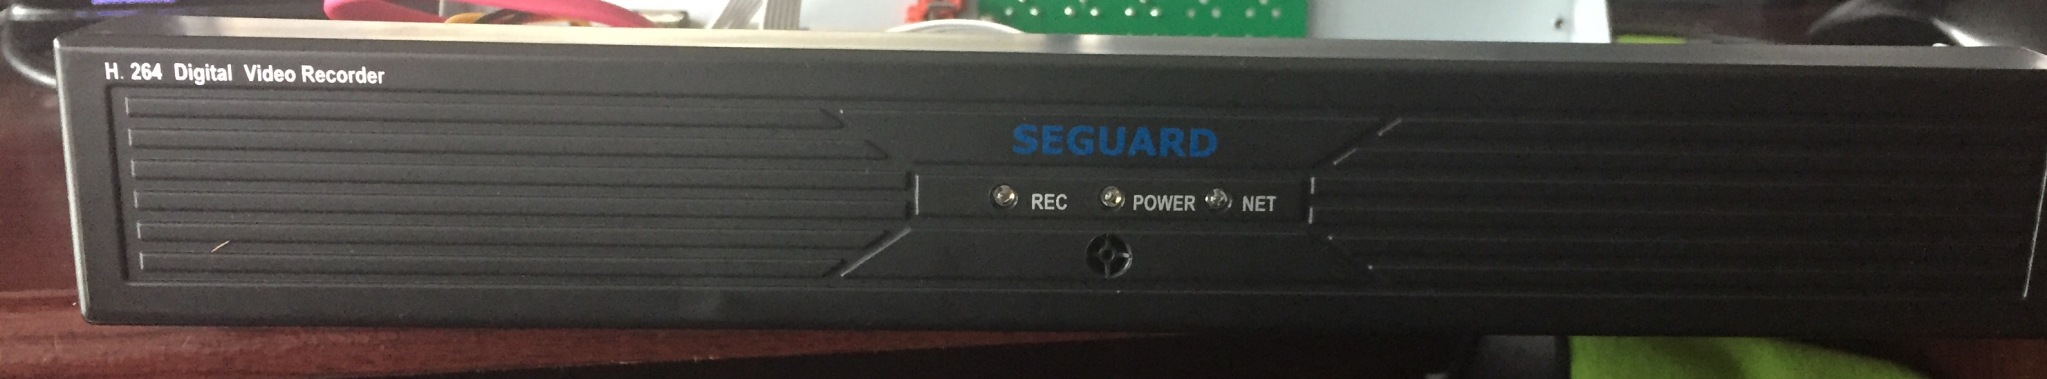 H. 264 Digital Video Recorder
SEGUARD
REC POWER NET